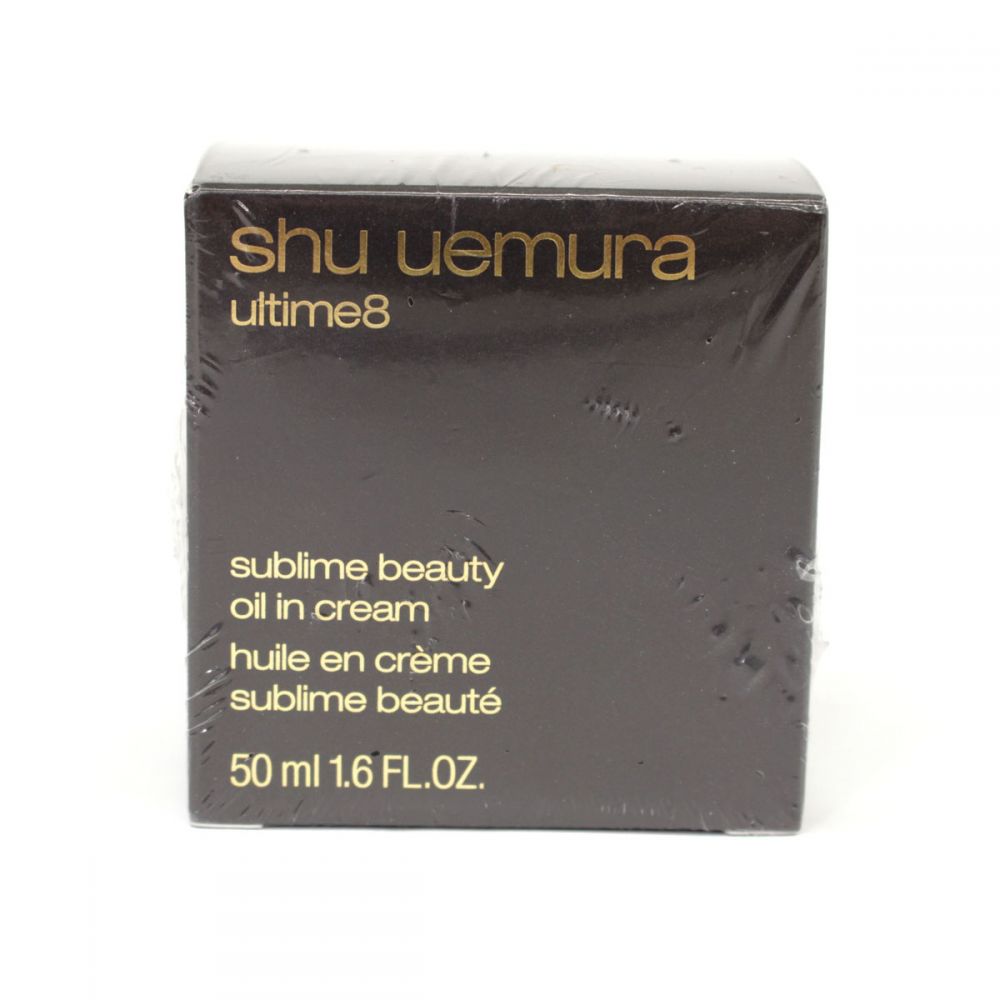 shu uemura
ultime8
sublime beauty
oil in cream
huile en crème
sublime beauté
50 ml 1.6 FL.OZ.